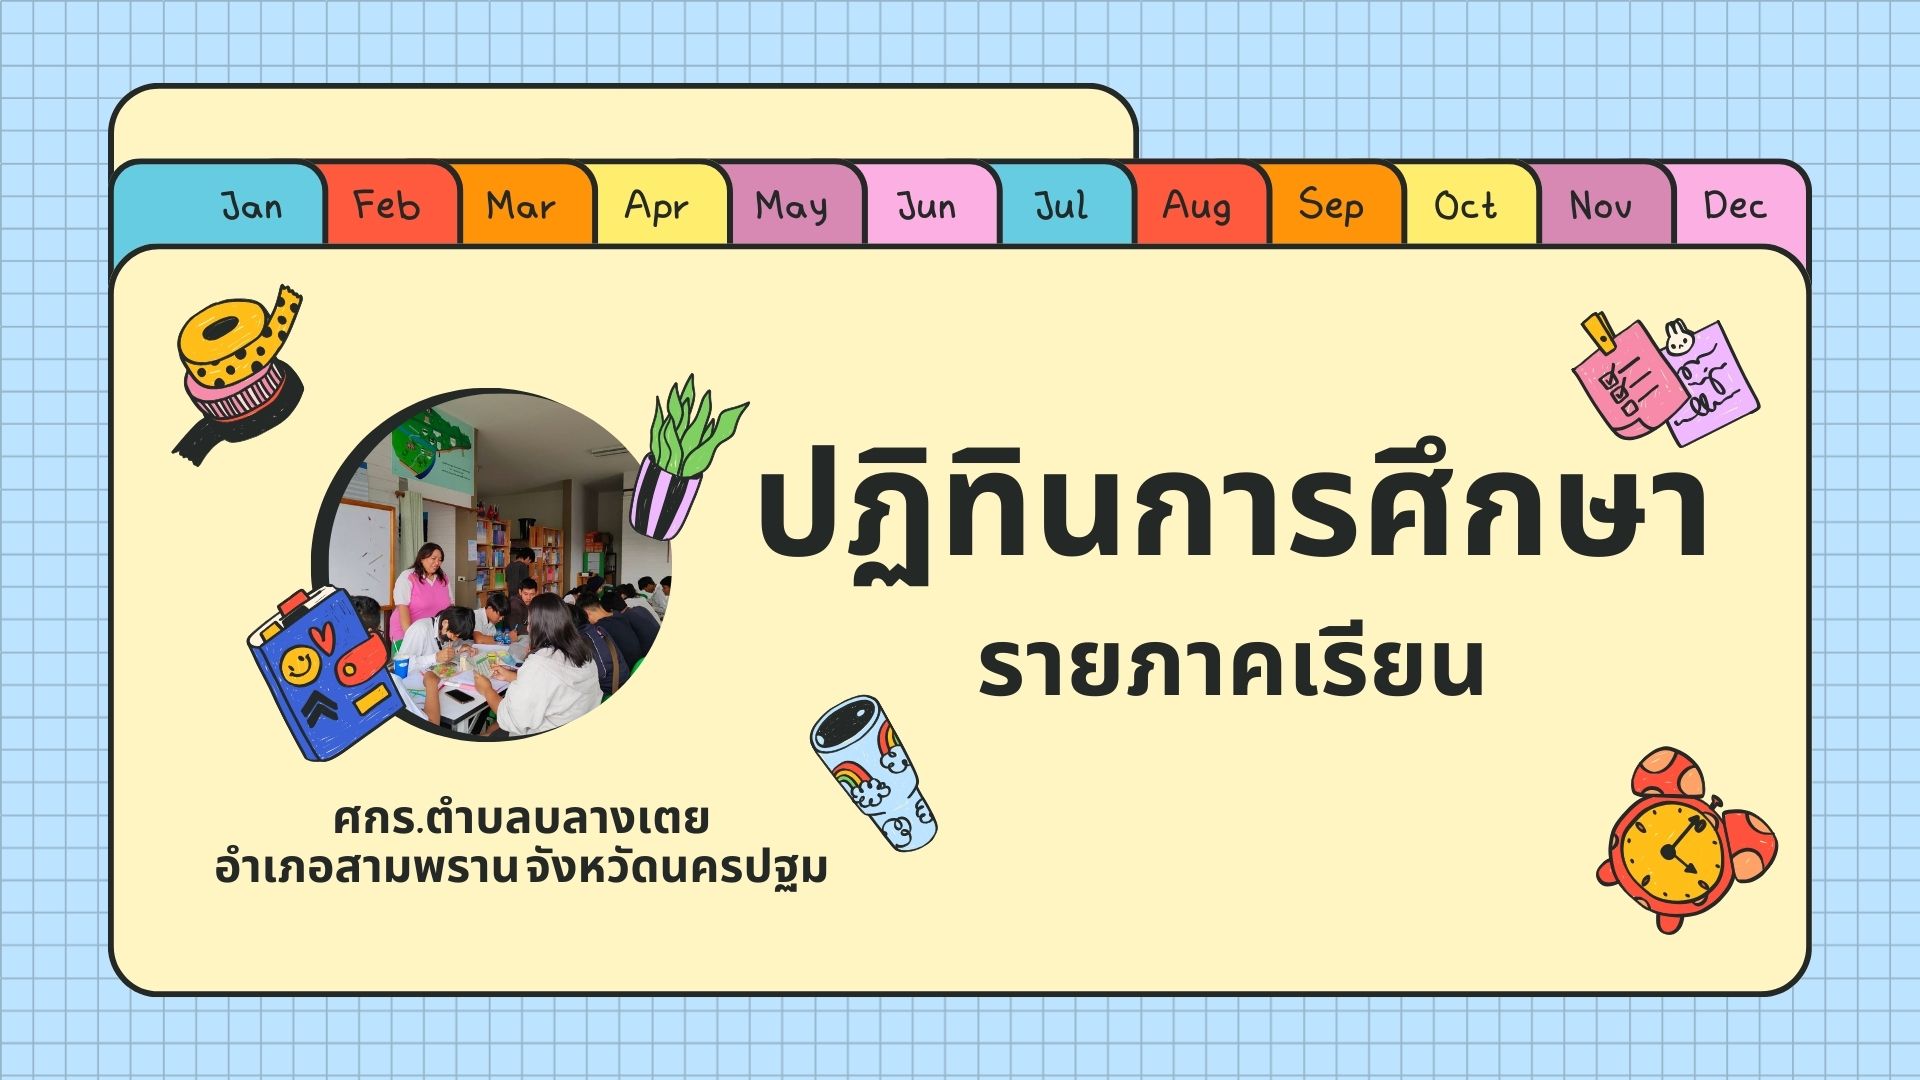 Jan Feb Mar Apr May Jun Jul Aug Sep Oct Nov Dec
ปฏิทินการศึกษา
รายภาคเรียน
ศกร.ตำบลบลางเตย
อำเภอสามพราน จังหวัดนครปฐม